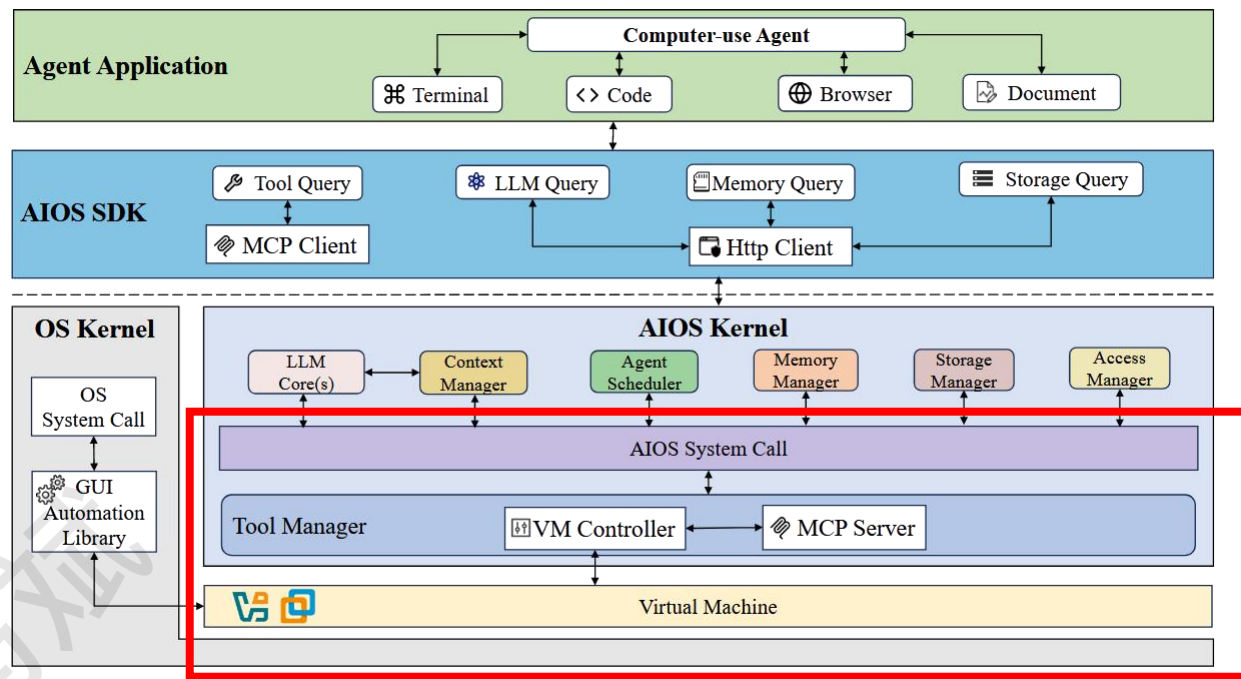 Computer-use Agent
Agent Application
Terminal
<> Code
Browser
Document
Tool Query
LLM Query
Memory Query
Storage Query
AIOS SDK
MCP Client
Http Client
OS Kernel
AIOS Kernel
LLM
Core(s)
Context
Manager
Agent
Scheduler
Memory
Manager
Storage
Manager
Access
Manager
OS
System Call
AIOS System Call
GUI
Automation
Library
Tool Manager
VM Controller
MCP Server
Virtual Machine